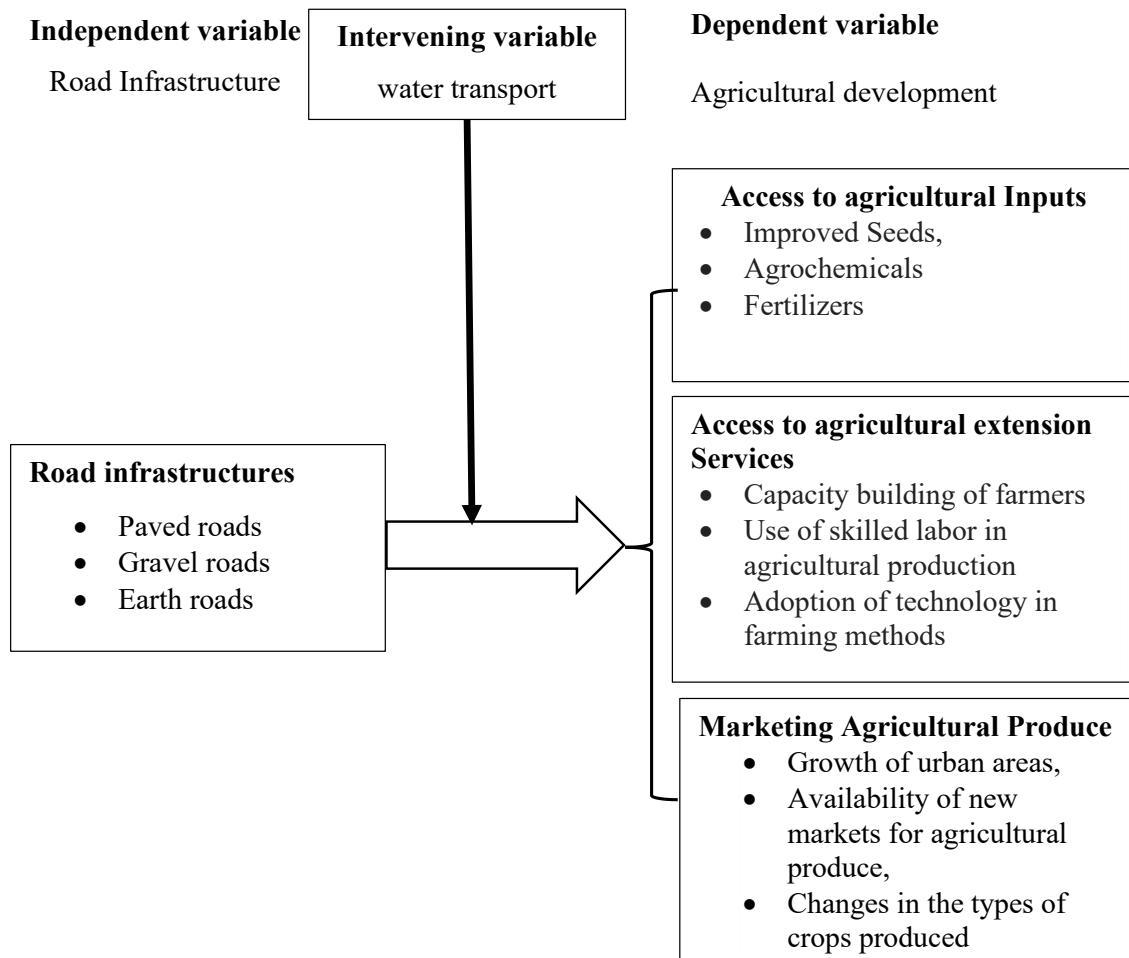 Independent variable
Road Infrastructure
Intervening variable
water transport
Dependent variable
Agricultural development
Access to agricultural Inputs
• Improved Seeds,
• Agrochemicals
• Fertilizers
Road infrastructures
• Paved roads
• Gravel roads
• Earth roads
Access to agricultural extension
Services
• Capacity building of farmers
• Use of skilled labor in
agricultural production
• Adoption of technology in
farming methods
Marketing Agricultural Produce
• Growth of urban areas,
• Availability of new
markets for agricultural
produce,
• Changes in the types of
crops produced